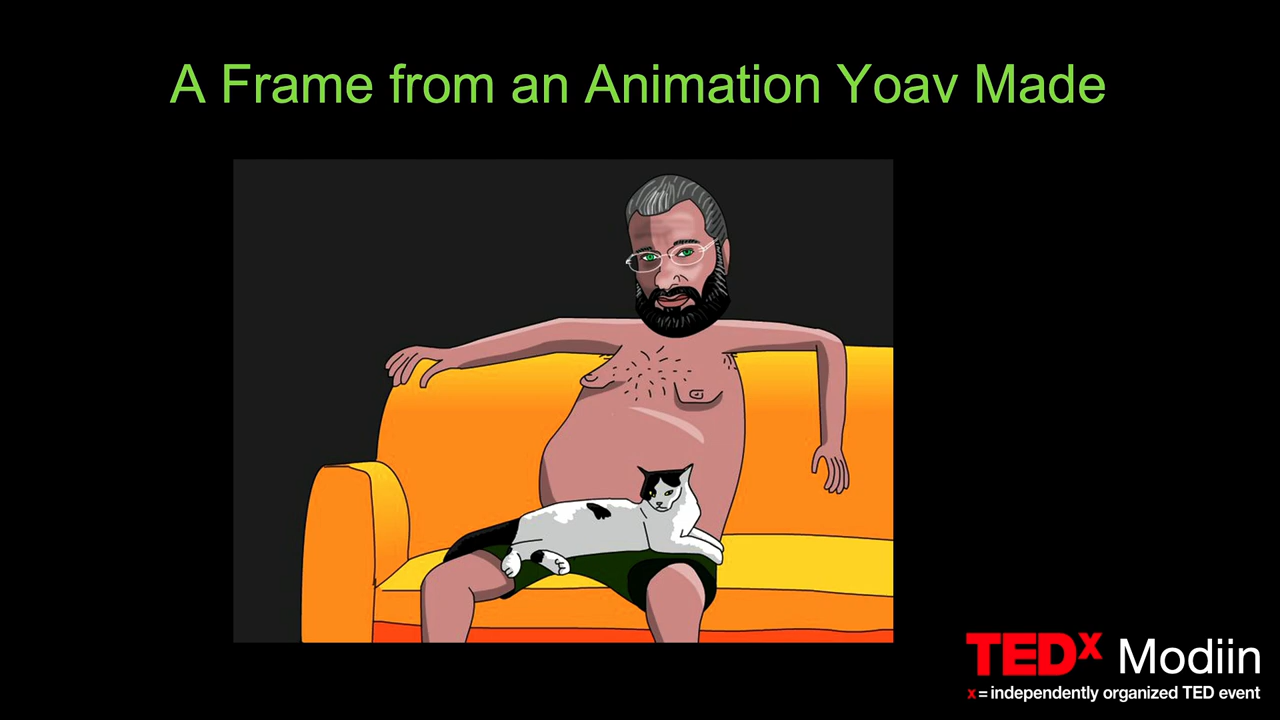 A Frame from an Animation Yoav Made
TEDx Modiin
x = independently organized TED event